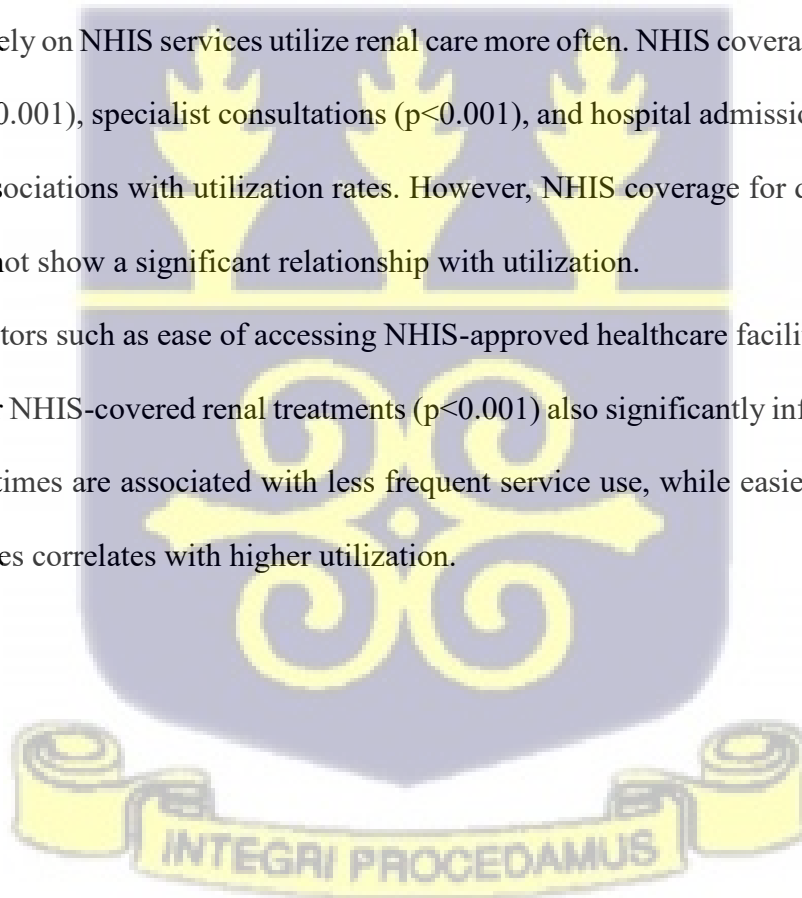 ely on NHIS services utilize renal care more often. NHIS covera
0.001), specialist consultations (p<0.001), and hospital admissio
sociations with utilization rates. However, NHIS coverage for
not show a significant relationship with utilization.
tors such as ease of accessing NHIS-approved healthcare facili
NHIS-covered renal treatments (p<0.001) also significantly inf
times are associated with less frequent service use, while easie
es correlates with higher utilization.
INTEGRI PROCEDAMUS